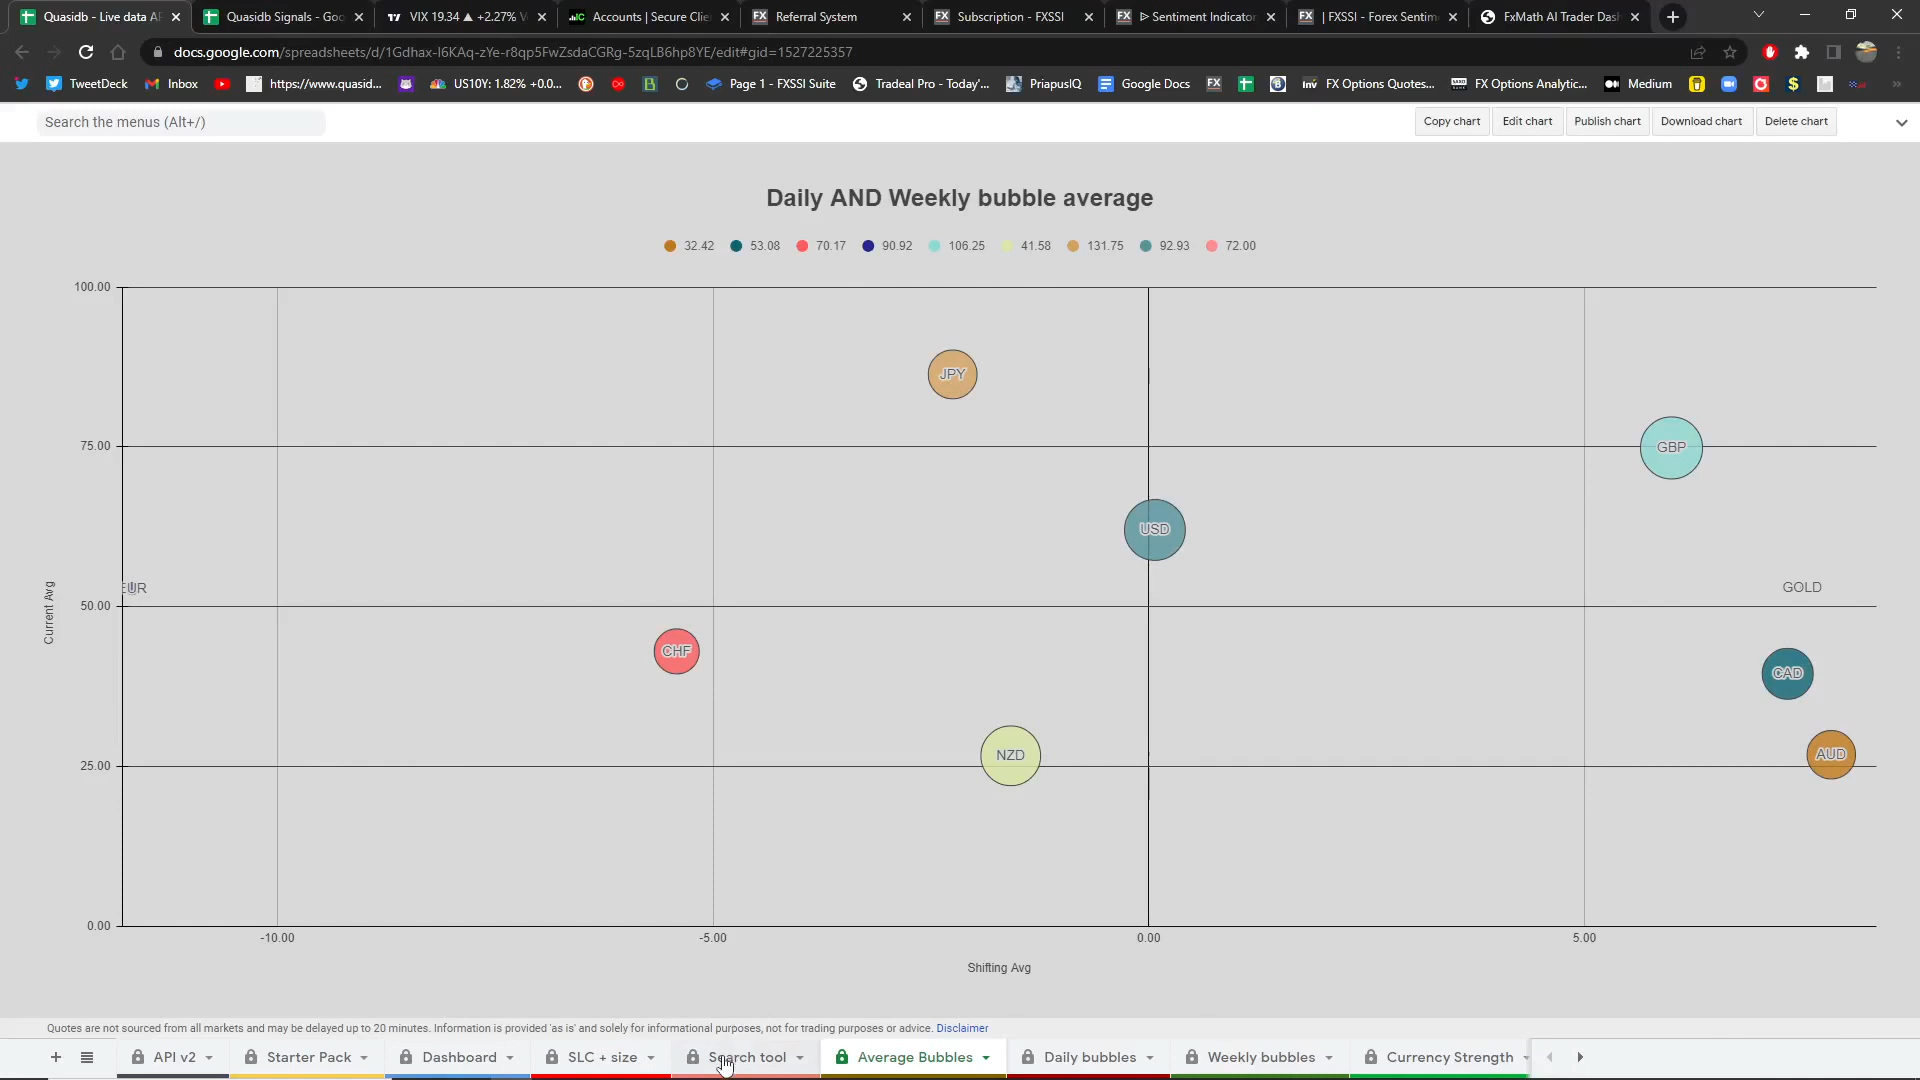 Quasidb - Live data AF
Quasidb Signals - Goo
VIX 19.34 ▲ +2.27%
Accounts | Secure Clie
Referral System
Subscription - FXSSI
Sentiment Indicator
| FXSSI - Forex Sentim
FxMath AI Trader Das
docs.google.com/spreadsheets/d/1Gdhax-I6KAq-zYe-r8qp5FwZsdaCGRg-5zqLB6hp8YE/edit#gid=1527225357
TweetDeck
Inbox
https://www.quasid...
US10Y: 1.82% +0.0...
Page 1 - FXSSI Suite
Tradeal Pro - Today'...
PriapusIQ
Google Docs
FX Options Quotes...
FX Options Analytic...
Medium
Search the menus (Alt+/)
Copy chart
Edit chart
Publish chart
Download chart
Delete chart
Daily AND Weekly bubble average
32.42 53.08 70.17 90.92 106.25 41.58 131.75 92.93 72.00
100.00
JPY
75.00
GBP
USD
EUR
GOLD
Current Avg
50.00
CHF
CAD
NZD
AUD
25.00
0.00
-10.00 -5.00 0.00 5.00
Shifting Avg
Quotes are not sourced from all markets and may be delayed up to 20 minutes. Information is provided 'as is' and solely for informational purposes, not for trading purposes or advice. Disclaimer
API v2
Starter Pack
Dashboard
SLC + size
Search tool
Average Bubbles
Daily bubbles
Weekly bubbles
Currency Strength